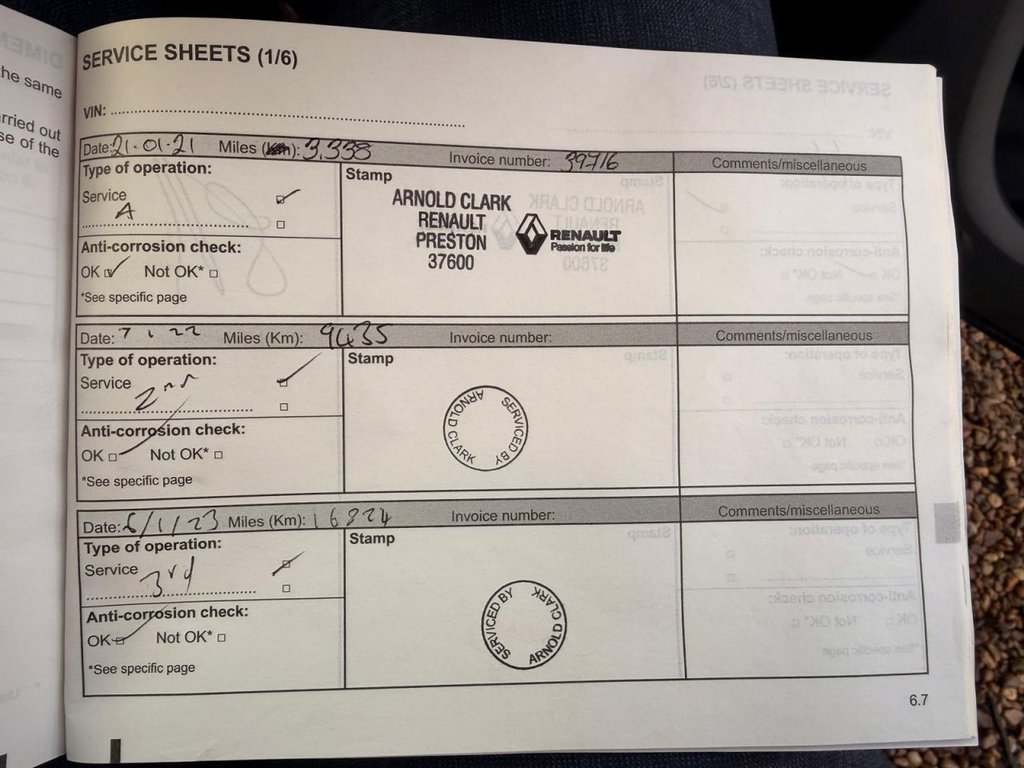 he same
rried out
se of the
SERVICE SHEETS (1/6)
VIN:
Date: 21.01.21 Miles (Km): 3,338 Invoice number: 39716 Comments/miscellaneous
Type of operation:
Service
A
Anti-corrosion check:
OK Not OK*
*See specific page
Stamp
ARNOLD CLARK
RENAULT
PRESTON
37600
RENAULT
Passion for life
Date: 7.1.22 Miles (Km): 9435 Invoice number: Comments/miscellaneous
Type of operation:
Service
2nd
Anti-corrosion check:
OK Not OK*
*See specific page
Stamp
SERVICED BY
ARNOLD CLARK
Date: 6/1/23 Miles (Km): 16824 Invoice number: Comments/miscellaneous
Type of operation:
Service
3rd
Anti-corrosion check:
OK Not OK*
*See specific page
Stamp
SERVICED BY
ARNOLD CLARK
6.7